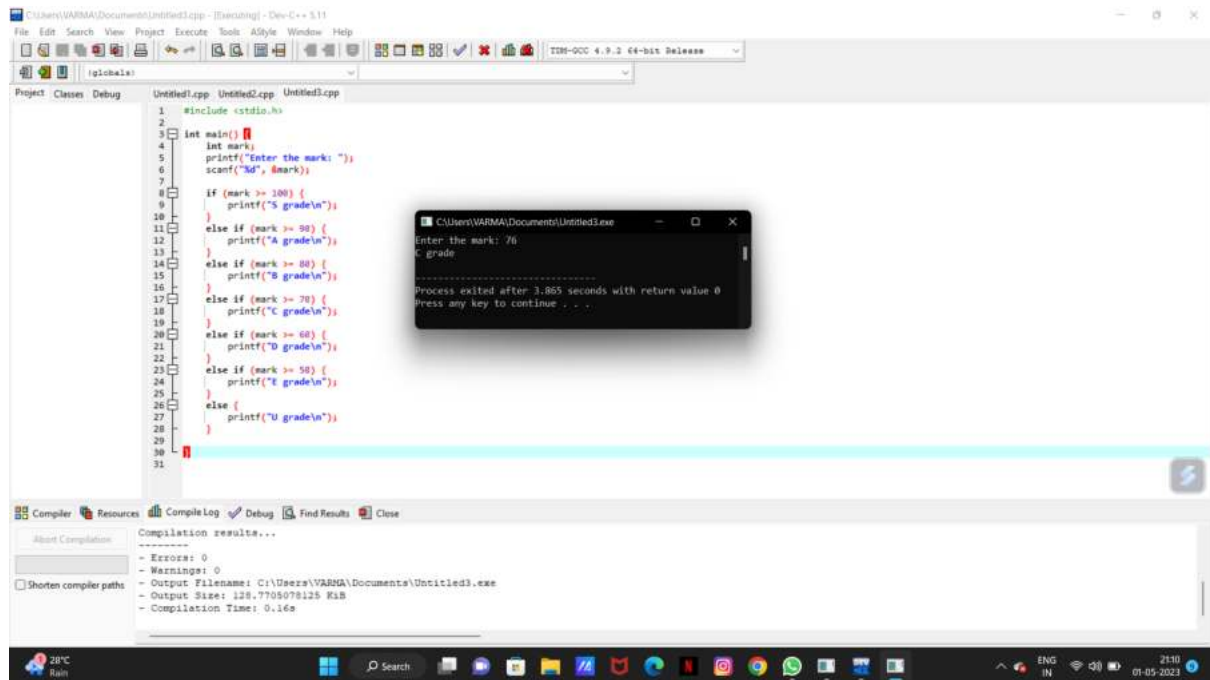 C:\Users\VARMA\Documents\Untitled3.cpp - [Executing] - Dev-C++ 5.11
File Edit Search View Project Execute Tools AStyle Window Help
TDM-GCC 4.9.2 64-bit Release
(globals)
Project Classes Debug
Untitled1.cpp Untitled2.cpp Untitled3.cpp
1 #include <stdio.h>
2
3 int main() {
4 int mark;
5 printf("Enter the mark: ");
6 scanf("%d", &mark);
7
8 if (mark >= 100) {
9 printf("S grade\n");
10 }
11 else if (mark >= 90) {
12 printf("A grade\n");
13 }
14 else if (mark >= 80) {
15 printf("B grade\n");
16 }
17 else if (mark >= 70) {
18 printf("C grade\n");
19 }
20 else if (mark >= 60) {
21 printf("D grade\n");
22 }
23 else if (mark >= 50) {
24 printf("E grade\n");
25 }
26 else {
27 printf("U grade\n");
28 }
29
30 }
31
C:\Users\VARMA\Documents\Untitled3.exe
Enter the mark: 76
C grade
--------------------------------
Process exited after 3.865 seconds with return value 0
Press any key to continue . . .
Compiler Resources Compile Log Debug Find Results Close
Abort Compilation
Shorten compiler paths
Compilation results...
--------
- Errors: 0
- Warnings: 0
- Output Filename: C:\Users\VARMA\Documents\Untitled3.exe
- Output Size: 128.7705078125 KiB
- Compilation Time: 0.16s
28°C
Rain
Search
ENG
IN
21:10
01-05-2023